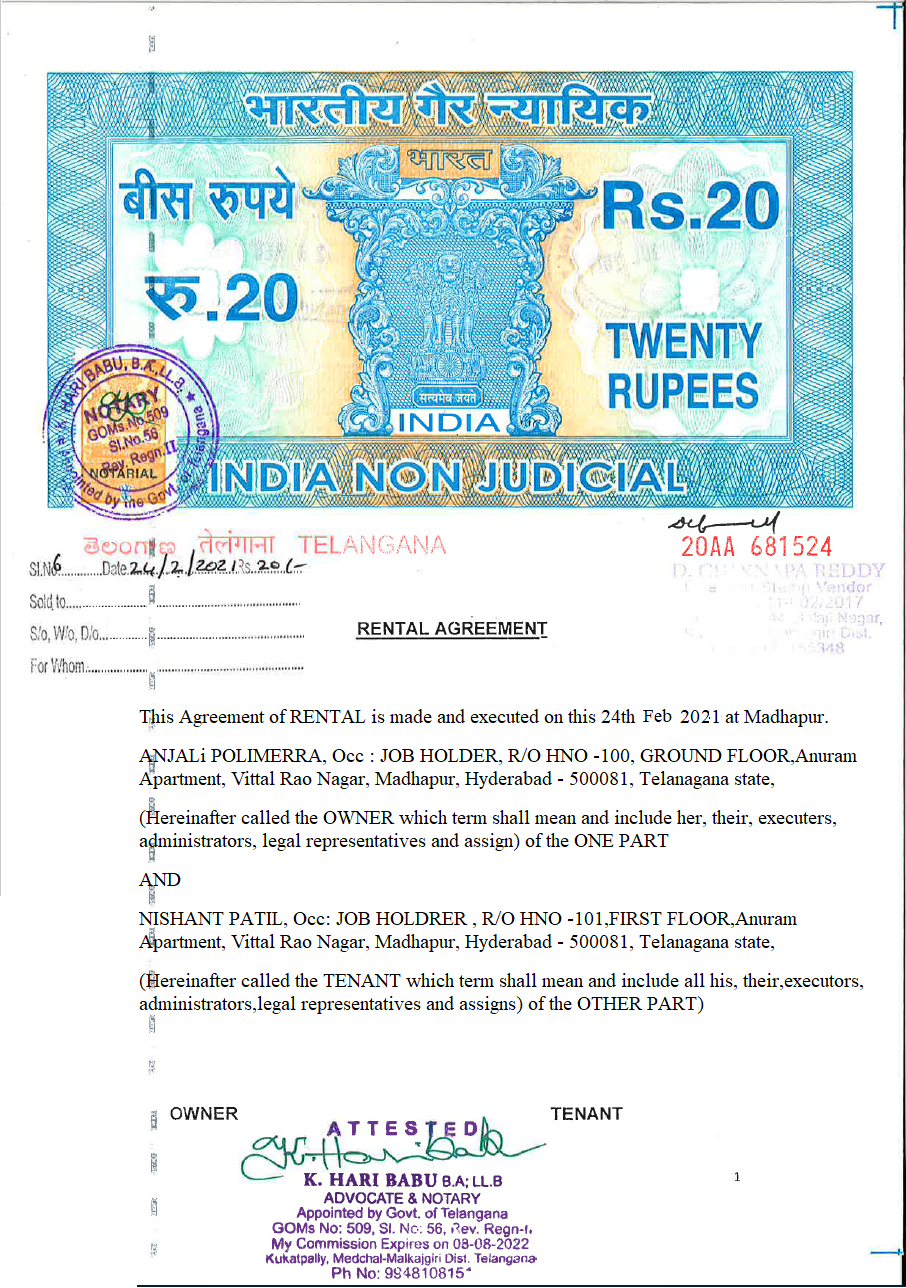 भारतीय गैर न्यायिक
भारत
बीस रुपये
Rs.20
रु.20
TWENTY
RUPEES
सत्यमेव जयते
INDIA
K. HARI BABU, B.A., LL.B.
NOTARY
GOMs.No.509
Sl.No.56
Rev. Regn.II
NOTARIAL
Appointed by the Govt. of Telangana
INDIA NON JUDICIAL
తెలంగాణ तेलंगाना TELANGANA
20AA 681524
Sl.No 6 Date 24/2/2021 Rs. 20/-
D. CHINNAPA REDDY
Stamp Vendor
02/2017
Nagar,
Dist.
Sold to
S/o, W/o, D/o
For Whom
RENTAL AGREEMENT
This Agreement of RENTAL is made and executed on this 24th Feb 2021 at Madhapur.
ANJALi POLIMERRA, Occ : JOB HOLDER, R/O HNO -100, GROUND FLOOR,Anuram
Apartment, Vittal Rao Nagar, Madhapur, Hyderabad - 500081, Telanagana state,
(Hereinafter called the OWNER which term shall mean and include her, their, executers,
administrators, legal representatives and assign) of the ONE PART
AND
NISHANT PATIL, Occ: JOB HOLDRER , R/O HNO -101,FIRST FLOOR,Anuram
Apartment, Vittal Rao Nagar, Madhapur, Hyderabad - 500081, Telanagana state,
(Hereinafter called the TENANT which term shall mean and include all his, their,executors,
administrators,legal representatives and assigns) of the OTHER PART)
OWNER
TENANT
ATTESTED
K. Hari Babu
K. HARI BABU B.A; LL.B
ADVOCATE & NOTARY
Appointed by Govt. of Telangana
GOMs No: 509, Sl. No: 56, Rev. Regn-
My Commission Expires on 08-08-2022
Kukatpally, Medchal-Malkajgiri Dist. Telangana
Ph No: 994810815
1